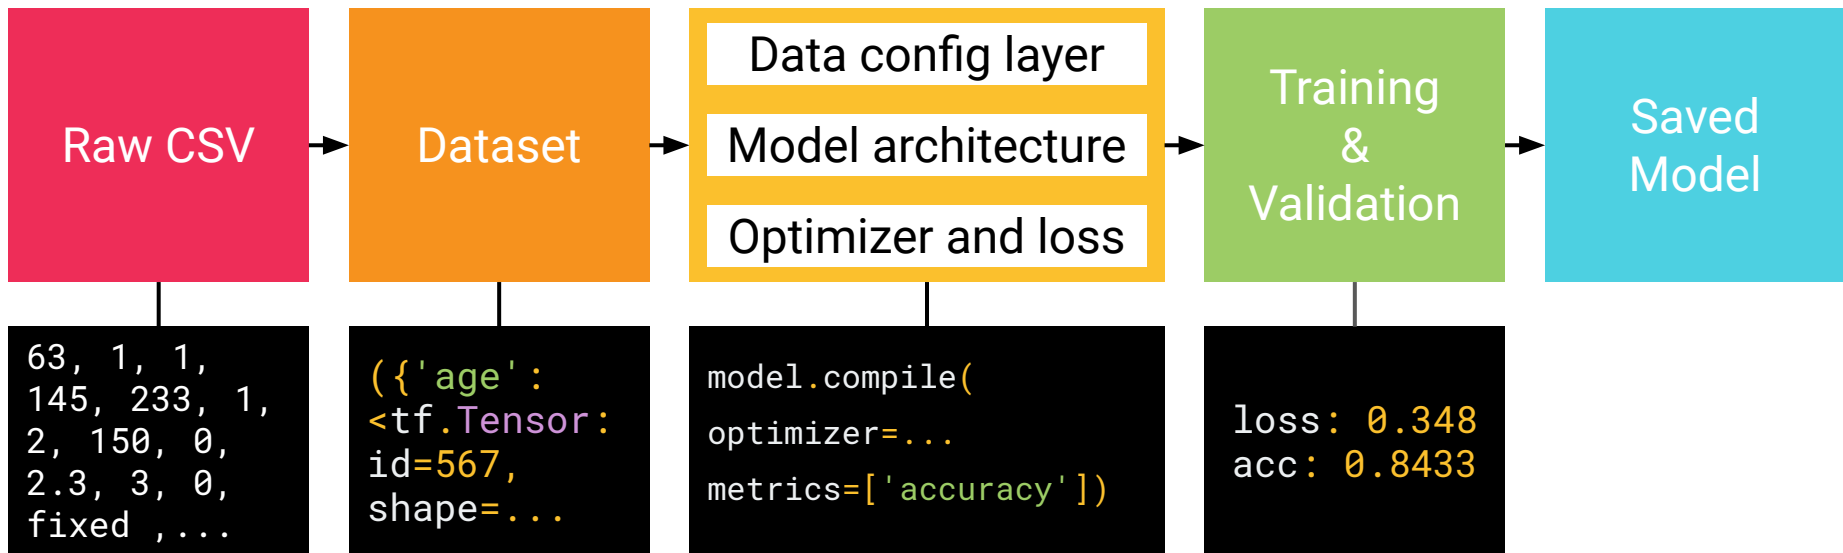 Raw CSV
Dataset
Data config layer
Model architecture
Optimizer and loss
Training
&
Validation
Saved
Model
63, 1, 1,
145, 233, 1,
2, 150, 0,
2.3, 3, 0,
fixed ,...
({'age':
<tf.Tensor:
id=567,
shape=...
model.compile(
optimizer=...
metrics=['accuracy'])
loss: 0.348
acc: 0.8433